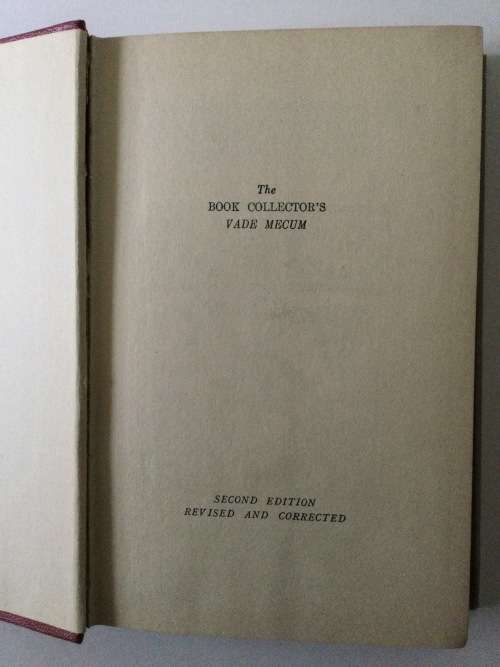 The
BOOK COLLECTOR'S
VADE MECUM
SECOND EDITION
REVISED AND CORRECTED